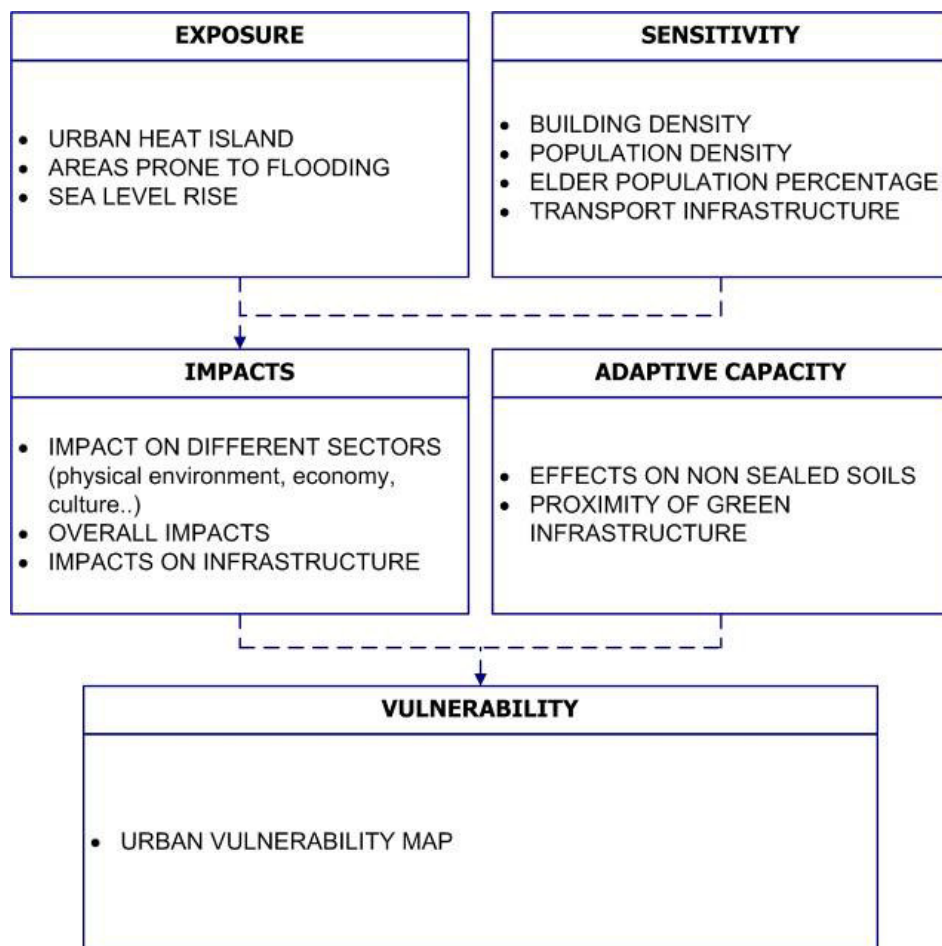 EXPOSURE
• URBAN HEAT ISLAND
• AREAS PRONE TO FLOODING
• SEA LEVEL RISE
SENSITIVITY
• BUILDING DENSITY
• POPULATION DENSITY
• ELDER POPULATION PERCENTAGE
• TRANSPORT INFRASTRUCTURE
IMPACTS
• IMPACT ON DIFFERENT SECTORS
(physical environment, economy,
culture..)
• OVERALL IMPACTS
• IMPACTS ON INFRASTRUCTURE
ADAPTIVE CAPACITY
• EFFECTS ON NON SEALED SOILS
• PROXIMITY OF GREEN
INFRASTRUCTURE
VULNERABILITY
• URBAN VULNERABILITY MAP